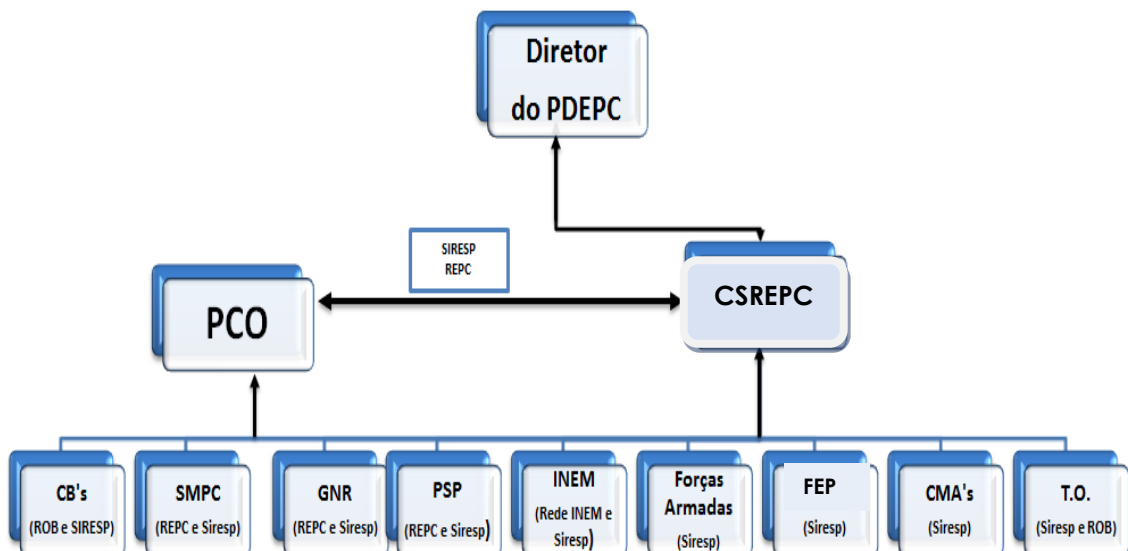 Diretor
do PDEPC
SIRESP
REPC
PCO
CSREPC
CB's
(ROB e SIRESP)
SMPC
(REPC e Siresp)
GNR
(REPC e Siresp)
PSP
(REPC e Siresp)
INEM
(Rede INEM e
Siresp)
Forças
Armadas
(Siresp)
FEP
(Siresp)
CMA's
(Siresp)
T.O.
(Siresp e ROB)